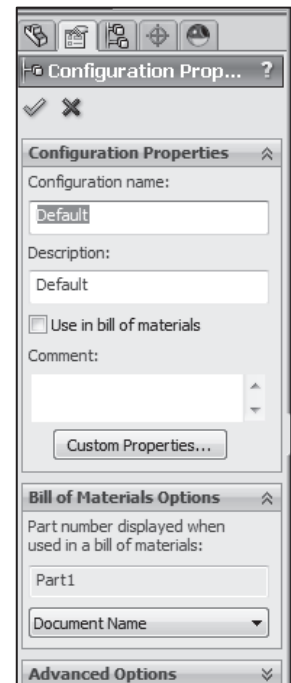 Configuration Prop... ?
Configuration Properties
Configuration name:
Default
Description:
Default
Use in bill of materials
Comment:
Custom Properties...
Bill of Materials Options
Part number displayed when
used in a bill of materials:
Part1
Document Name
Advanced Options